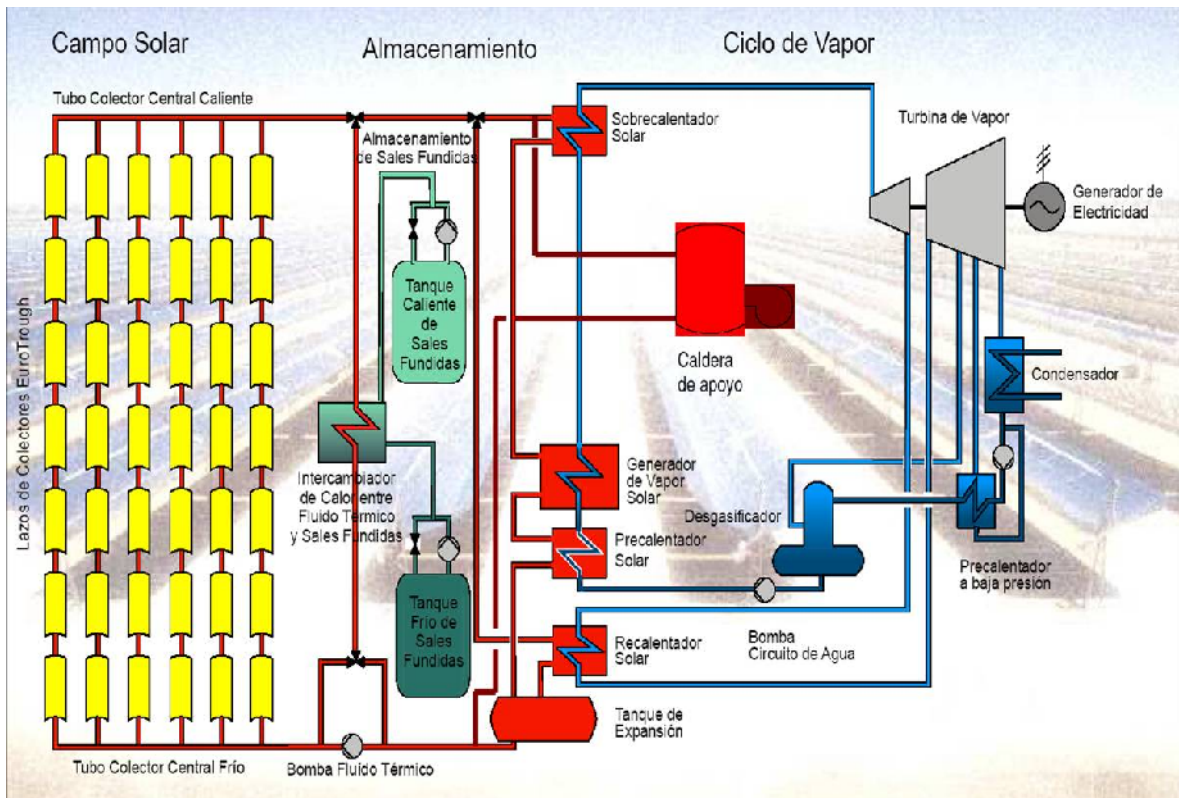 Campo Solar
Almacenamiento
Ciclo de Vapor
Tubo Colector Central Caliente
Almacenamiento
de Sales Fundidas
Sobrecalentador
Solar
Turbina de Vapor
Generador de
Electricidad
Tanque
Caliente
de
Sales
Fundidas
Caldera
de apoyo
Condensador
Lazos de Colectores EuroTrough
Intercambiador
de Calor entre
Fluido Térmico
y Sales Fundidas
Generador
de Vapor
Solar
Desgasificador
Precalentador
Solar
Precalentador
a baja presión
Tanque
Frío de
Sales
Fundidas
Recalentador
Solar
Bomba
Circuito de Agua
Tanque de
Expansión
Tubo Colector Central Frío
Bomba Fluído Térmico